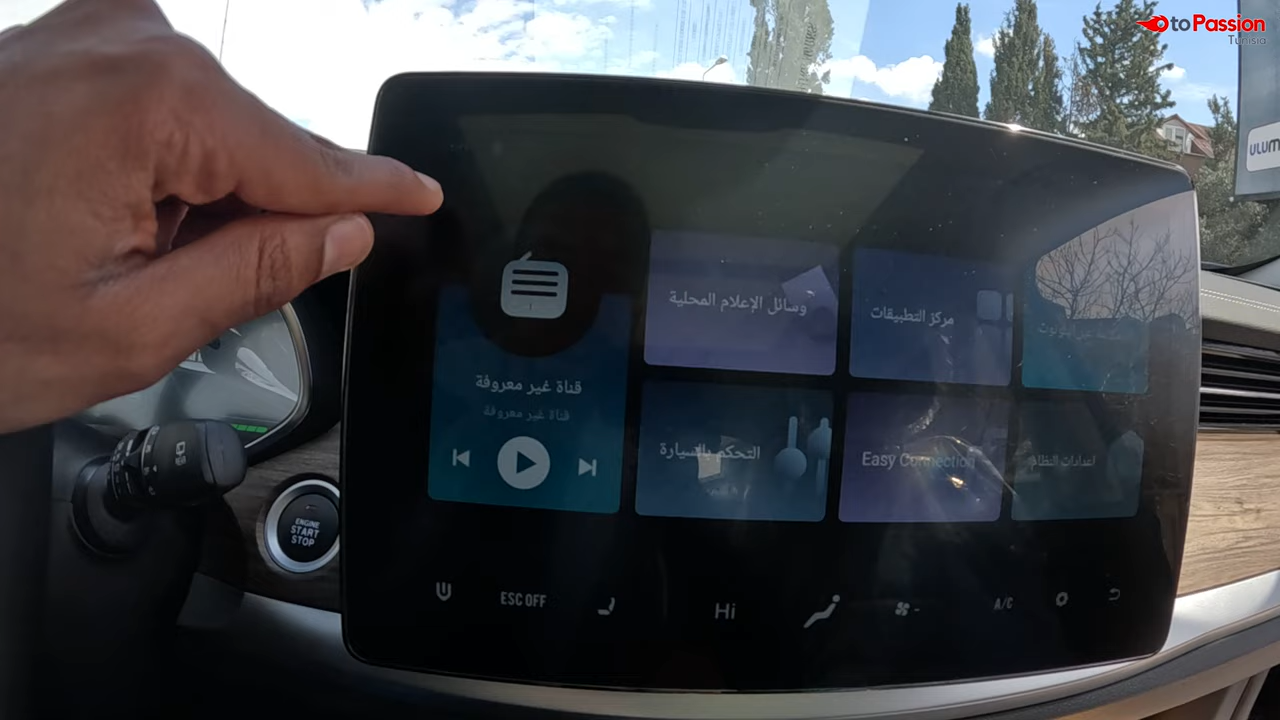 toPassion
Tunisia
ULUM
وسائل الإعلام المحلية
مركز التطبيقات
قناة غير معروفة
قناة غير معروفة
التحكم بالسيارة
Easy Connection
اعدادات النظام
ENGINE
START
STOP
ESC OFF
Hi
A/C